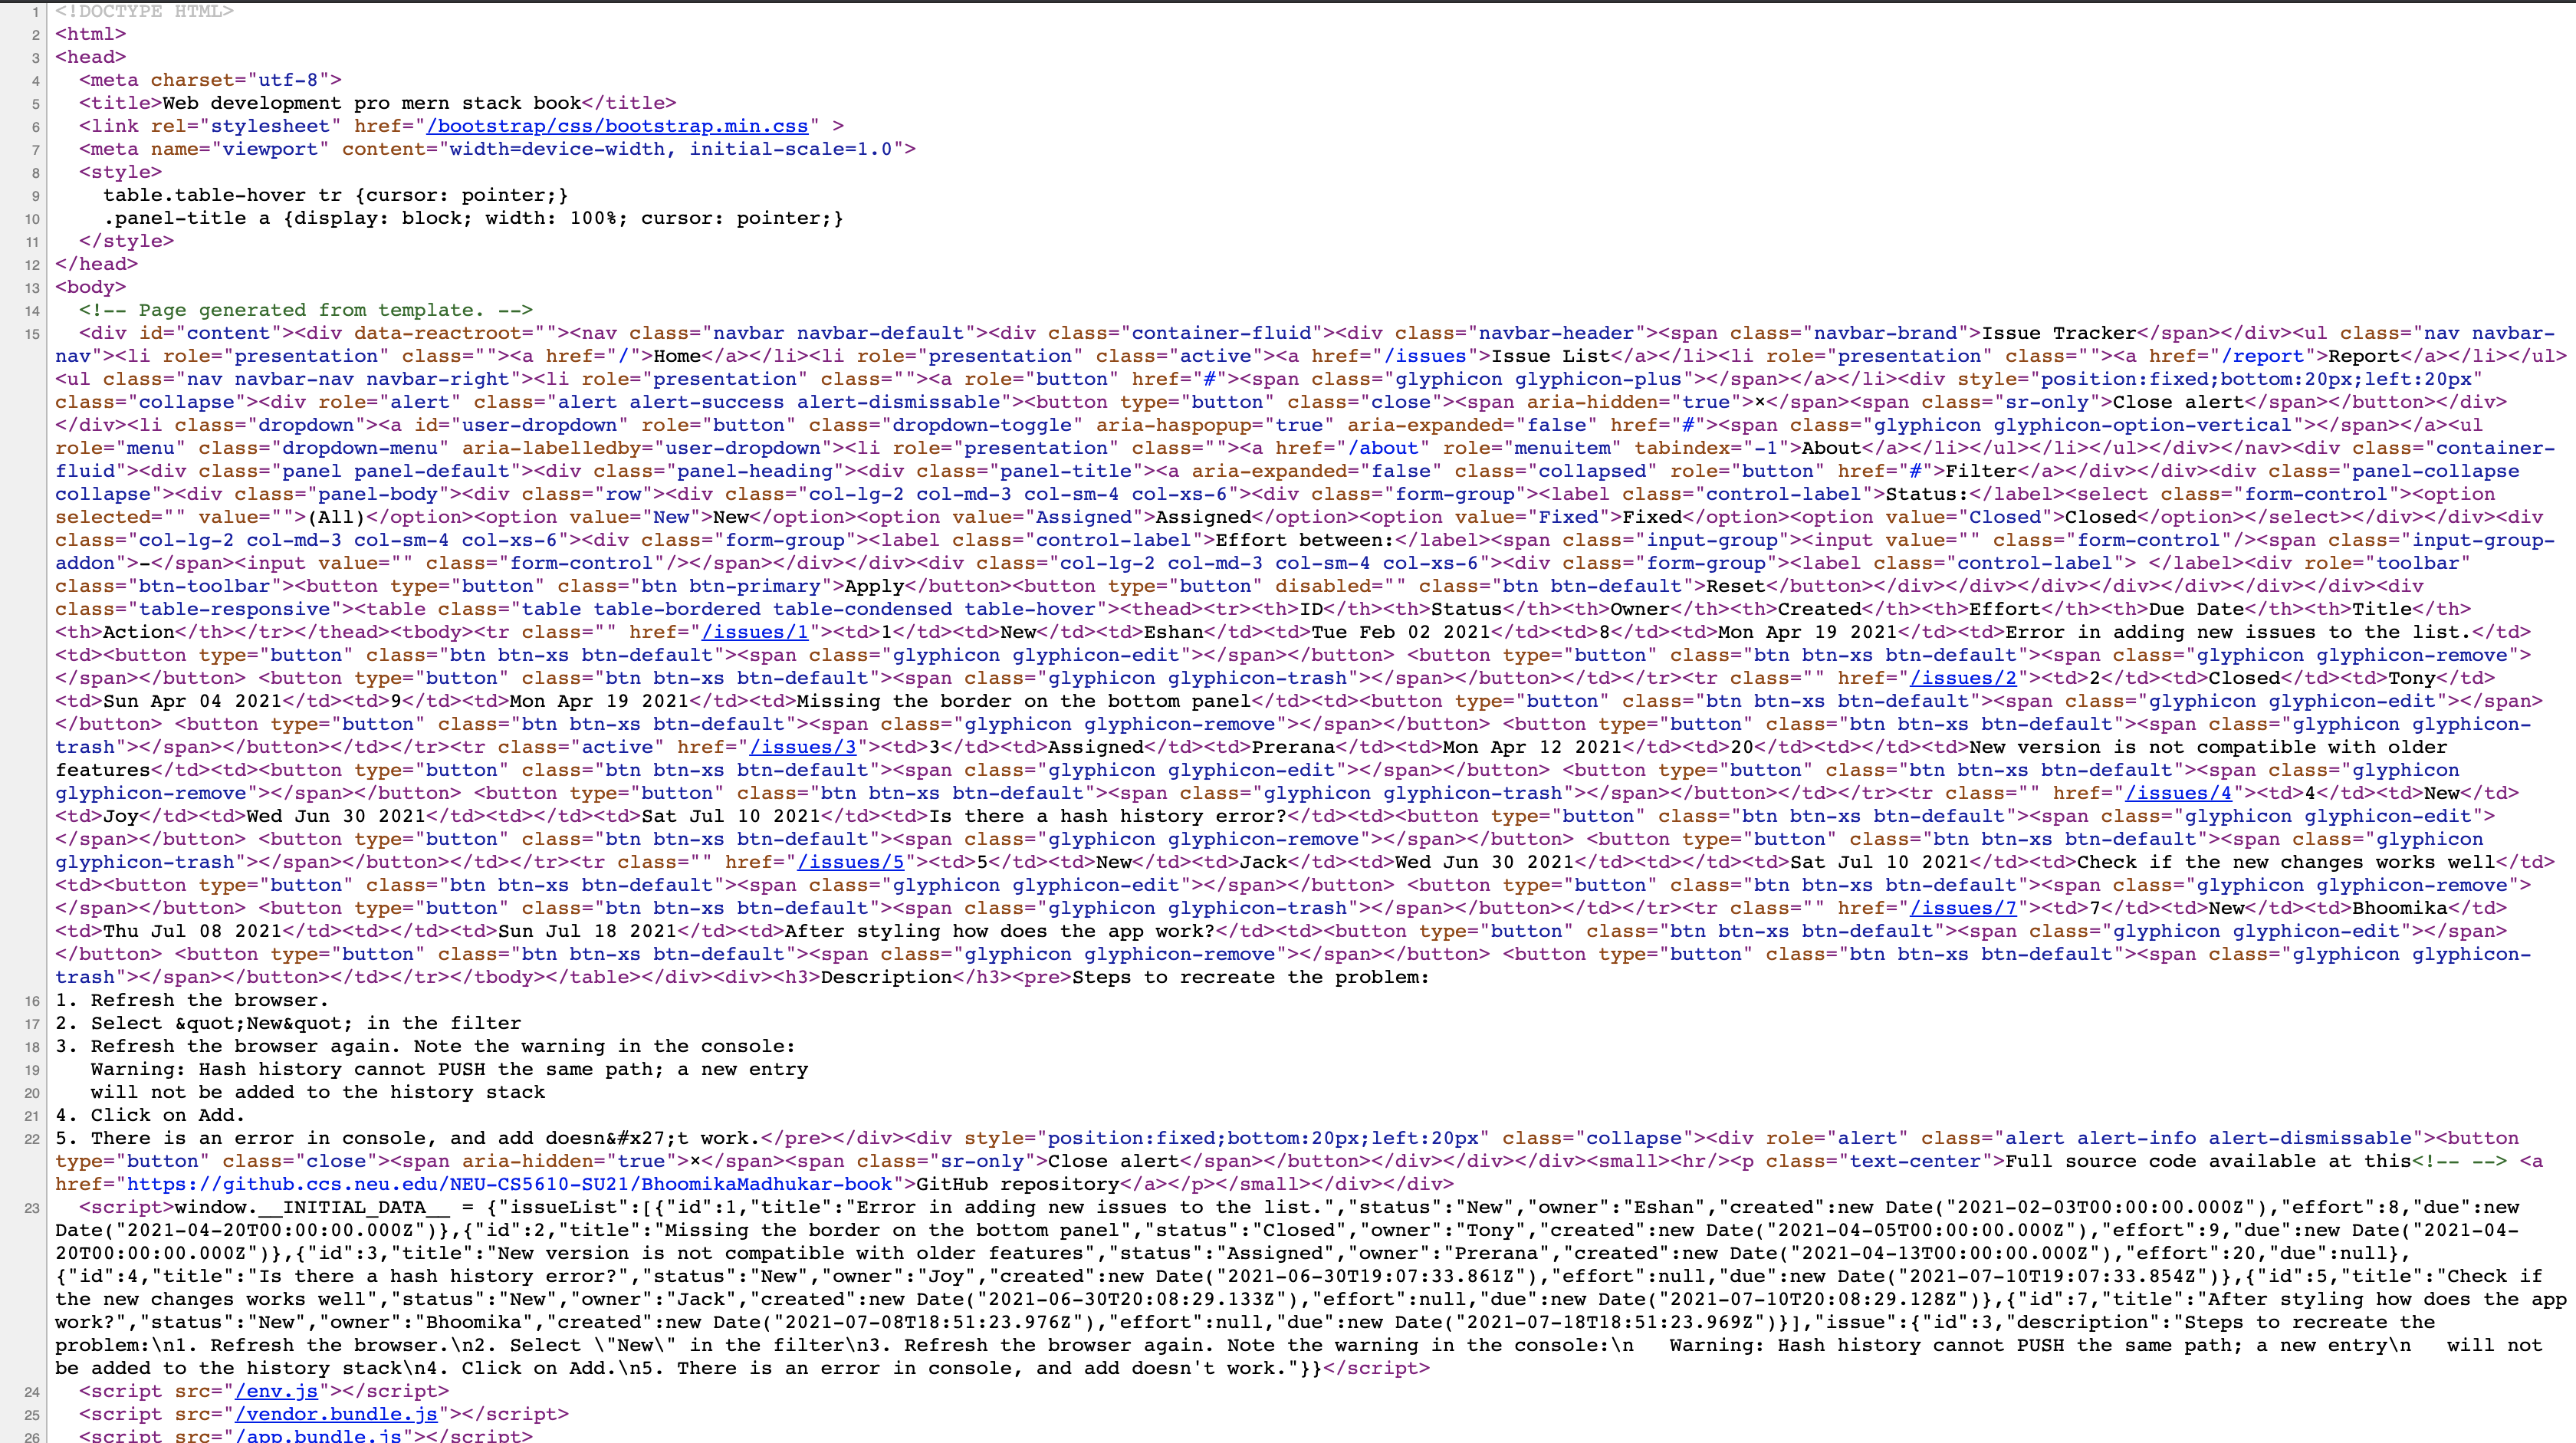 1 <!DOCTYPE HTML>
2 <html>
3 <head>
4 <meta charset="utf-8">
5 <title>Web development pro mern stack book</title>
6 <link rel="stylesheet" href="/bootstrap/css/bootstrap.min.css" >
7 <meta name="viewport" content="width=device-width, initial-scale=1.0">
8 <style>
9 table.table-hover tr {cursor: pointer;}
10 .panel-title a {display: block; width: 100%; cursor: pointer;}
11 </style>
12 </head>
13 <body>
14 <!-- Page generated from template. -->
15 <div id="content"><div data-reactroot=""><nav class="navbar navbar-default"><div class="container-fluid"><div class="navbar-header"><span class="navbar-brand">Issue Tracker</span></div><ul class="nav navbar-
nav"><li role="presentation" class=""><a href="/">Home</a></li><li role="presentation" class="active"><a href="/issues">Issue List</a></li><li role="presentation" class=""><a href="/report">Report</a></li></ul>
<ul class="nav navbar-nav navbar-right"><li role="presentation" class=""><a role="button" href="#"><span class="glyphicon glyphicon-plus"></span></a></li><div style="position:fixed;bottom:20px;left:20px"
class="collapse"><div role="alert" class="alert alert-success alert-dismissable"><button type="button" class="close"><span aria-hidden="true">×</span><span class="sr-only">Close alert</span></button></div>
</div><li class="dropdown"><a id="user-dropdown" role="button" class="dropdown-toggle" aria-haspopup="true" aria-expanded="false" href="#"><span class="glyphicon glyphicon-option-vertical"></span></a><ul
role="menu" class="dropdown-menu" aria-labelledby="user-dropdown"><li role="presentation" class=""><a href="/about" role="menuitem" tabindex="-1">About</a></li></ul></li></ul></div></nav><div class="container-
fluid"><div class="panel panel-default"><div class="panel-heading"><div class="panel-title"><a aria-expanded="false" class="collapsed" role="button" href="#">Filter</a></div></div><div class="panel-collapse
collapse"><div class="panel-body"><div class="row"><div class="col-lg-2 col-md-3 col-sm-4 col-xs-6"><div class="form-group"><label class="control-label">Status:</label><select class="form-control"><option
selected="" value="">(All)</option><option value="New">New</option><option value="Assigned">Assigned</option><option value="Fixed">Fixed</option><option value="Closed">Closed</option></select></div></div><div
class="col-lg-2 col-md-3 col-sm-4 col-xs-6"><div class="form-group"><label class="control-label">Effort between:</label><span class="input-group"><input value="" class="form-control"/><span class="input-group-
addon">-</span><input value="" class="form-control"/></span></div></div><div class="col-lg-2 col-md-3 col-sm-4 col-xs-6"><div class="form-group"><label class="control-label"> </label><div role="toolbar"
class="btn-toolbar"><button type="button" class="btn btn-primary">Apply</button><button type="button" disabled="" class="btn btn-default">Reset</button></div></div></div></div></div></div></div><div
class="table-responsive"><table class="table table-bordered table-condensed table-hover"><thead><tr><th>ID</th><th>Status</th><th>Owner</th><th>Created</th><th>Effort</th><th>Due Date</th><th>Title</th>
<th>Action</th></tr></thead><tbody><tr class="" href="/issues/1"><td>1</td><td>New</td><td>Eshan</td><td>Tue Feb 02 2021</td><td>8</td><td>Mon Apr 19 2021</td><td>Error in adding new issues to the list.</td>
<td><button type="button" class="btn btn-xs btn-default"><span class="glyphicon glyphicon-edit"></span></button> <button type="button" class="btn btn-xs btn-default"><span class="glyphicon glyphicon-remove">
</span></button> <button type="button" class="btn btn-xs btn-default"><span class="glyphicon glyphicon-trash"></span></button></td></tr><tr class="" href="/issues/2"><td>2</td><td>Closed</td><td>Tony</td>
<td>Sun Apr 04 2021</td><td>9</td><td>Mon Apr 19 2021</td><td>Missing the border on the bottom panel</td><td><button type="button" class="btn btn-xs btn-default"><span class="glyphicon glyphicon-edit"></span>
</button> <button type="button" class="btn btn-xs btn-default"><span class="glyphicon glyphicon-remove"></span></button> <button type="button" class="btn btn-xs btn-default"><span class="glyphicon glyphicon-
trash"></span></button></td></tr><tr class="active" href="/issues/3"><td>3</td><td>Assigned</td><td>Prerana</td><td>Mon Apr 12 2021</td><td>20</td><td></td><td>New version is not compatible with older
features</td><td><button type="button" class="btn btn-xs btn-default"><span class="glyphicon glyphicon-edit"></span></button> <button type="button" class="btn btn-xs btn-default"><span class="glyphicon
glyphicon-remove"></span></button> <button type="button" class="btn btn-xs btn-default"><span class="glyphicon glyphicon-trash"></span></button></td></tr><tr class="" href="/issues/4"><td>4</td><td>New</td>
<td>Joy</td><td>Wed Jun 30 2021</td><td></td><td>Sat Jul 10 2021</td><td>Is there a hash history error?</td><td><button type="button" class="btn btn-xs btn-default"><span class="glyphicon glyphicon-edit">
</span></button> <button type="button" class="btn btn-xs btn-default"><span class="glyphicon glyphicon-remove"></span></button> <button type="button" class="btn btn-xs btn-default"><span class="glyphicon
glyphicon-trash"></span></button></td></tr><tr class="" href="/issues/5"><td>5</td><td>New</td><td>Jack</td><td>Wed Jun 30 2021</td><td></td><td>Sat Jul 10 2021</td><td>Check if the new changes works well</td>
<td><button type="button" class="btn btn-xs btn-default"><span class="glyphicon glyphicon-edit"></span></button> <button type="button" class="btn btn-xs btn-default"><span class="glyphicon glyphicon-remove">
</span></button> <button type="button" class="btn btn-xs btn-default"><span class="glyphicon glyphicon-trash"></span></button></td></tr><tr class="" href="/issues/7"><td>7</td><td>New</td><td>Bhoomika</td>
<td>Thu Jul 08 2021</td><td></td><td>Sun Jul 18 2021</td><td>After styling how does the app work?</td><td><button type="button" class="btn btn-xs btn-default"><span class="glyphicon glyphicon-edit"></span>
</button> <button type="button" class="btn btn-xs btn-default"><span class="glyphicon glyphicon-remove"></span></button> <button type="button" class="btn btn-xs btn-default"><span class="glyphicon glyphicon-
trash"></span></button></td></tr></tbody></table></div><div><h3>Description</h3><pre>Steps to recreate the problem:
16 1. Refresh the browser.
17 2. Select &quot;New&quot; in the filter
18 3. Refresh the browser again. Note the warning in the console:
19 Warning: Hash history cannot PUSH the same path; a new entry
20 will not be added to the history stack
21 4. Click on Add.
22 5. There is an error in console, and add doesn&#x27;t work.</pre></div><div style="position:fixed;bottom:20px;left:20px" class="collapse"><div role="alert" class="alert alert-info alert-dismissable"><button
type="button" class="close"><span aria-hidden="true">×</span><span class="sr-only">Close alert</span></button></div></div></div><small><hr/><p class="text-center">Full source code available at this<!-- --> <a
href="https://github.ccs.neu.edu/NEU-CS5610-SU21/BhoomikaMadhukar-book">GitHub repository</a></p></small></div></div>
23 <script>window.__INITIAL_DATA__ = {"issueList":[{"id":1,"title":"Error in adding new issues to the list.","status":"New","owner":"Eshan","created":new Date("2021-02-03T00:00:00.000Z"),"effort":8,"due":new
Date("2021-04-20T00:00:00.000Z")},{"id":2,"title":"Missing the border on the bottom panel","status":"Closed","owner":"Tony","created":new Date("2021-04-05T00:00:00.000Z"),"effort":9,"due":new Date("2021-04-
20T00:00:00.000Z")},{"id":3,"title":"New version is not compatible with older features","status":"Assigned","owner":"Prerana","created":new Date("2021-04-13T00:00:00.000Z"),"effort":20,"due":null},
{"id":4,"title":"Is there a hash history error?","status":"New","owner":"Joy","created":new Date("2021-06-30T19:07:33.861Z"),"effort":null,"due":new Date("2021-07-10T19:07:33.854Z")},{"id":5,"title":"Check if
the new changes works well","status":"New","owner":"Jack","created":new Date("2021-06-30T20:08:29.133Z"),"effort":null,"due":new Date("2021-07-10T20:08:29.128Z")},{"id":7,"title":"After styling how does the app
work?","status":"New","owner":"Bhoomika","created":new Date("2021-07-08T18:51:23.976Z"),"effort":null,"due":new Date("2021-07-18T18:51:23.969Z")}],"issue":{"id":3,"description":"Steps to recreate the
problem:\n1. Refresh the browser.\n2. Select \"New\" in the filter\n3. Refresh the browser again. Note the warning in the console:\n   Warning: Hash history cannot PUSH the same path; a new entry\n   will not
be added to the history stack\n4. Click on Add.\n5. There is an error in console, and add doesn't work."}}</script>
24 <script src="/env.js"></script>
25 <script src="/vendor.bundle.js"></script>
26 <script src="/app.bundle.js"></script>